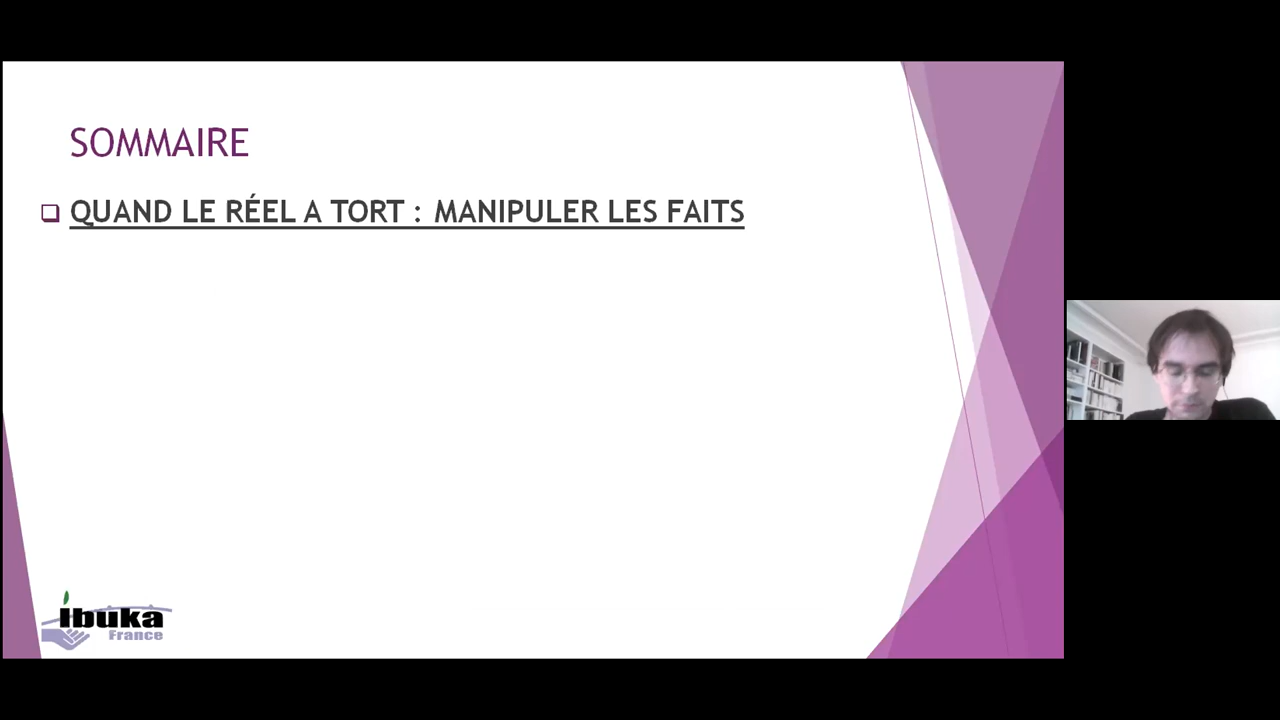 SOMMAIRE
QUAND LE RÉEL A TORT : MANIPULER LES FAITS
Ibuka
France